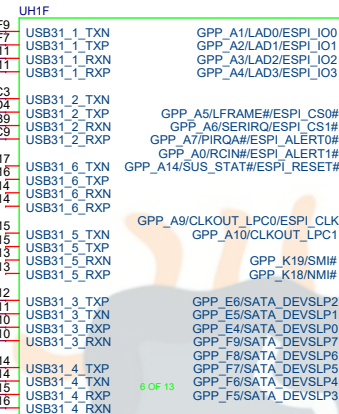 UH1F
USB31_1_TXN GPP_A1/LAD0/ESPI_IO0
USB31_1_TXP GPP_A2/LAD1/ESPI_IO1
USB31_1_RXN GPP_A3/LAD2/ESPI_IO2
USB31_1_RXP GPP_A4/LAD3/ESPI_IO3
USB31_2_TXN
USB31_2_TXP GPP_A5/LFRAME#/ESPI_CS0#
USB31_2_RXN GPP_A6/SERIRQ/ESPI_CS1#
USB31_2_RXP GPP_A7/PIRQA#/ESPI_ALERT0#
GPP_A0/RCIN#/ESPI_ALERT1#
USB31_6_TXN GPP_A14/SUS_STAT#/ESPI_RESET#
USB31_6_TXP
USB31_6_RXN
USB31_6_RXP
GPP_A9/CLKOUT_LPC0/ESPI_CLK
USB31_5_TXN GPP_A10/CLKOUT_LPC1
USB31_5_TXP
USB31_5_RXN GPP_K19/SMI#
USB31_5_RXP GPP_K18/NMI#
USB31_3_TXP GPP_E6/SATA_DEVSLP2
USB31_3_TXN GPP_E5/SATA_DEVSLP1
USB31_3_RXP GPP_E4/SATA_DEVSLP0
USB31_3_RXN GPP_F9/SATA_DEVSLP7
GPP_F8/SATA_DEVSLP6
USB31_4_TXP GPP_F7/SATA_DEVSLP5
USB31_4_TXN 6 OF 13 GPP_F6/SATA_DEVSLP4
USB31_4_RXP GPP_F5/SATA_DEVSLP3
USB31_4_RXN